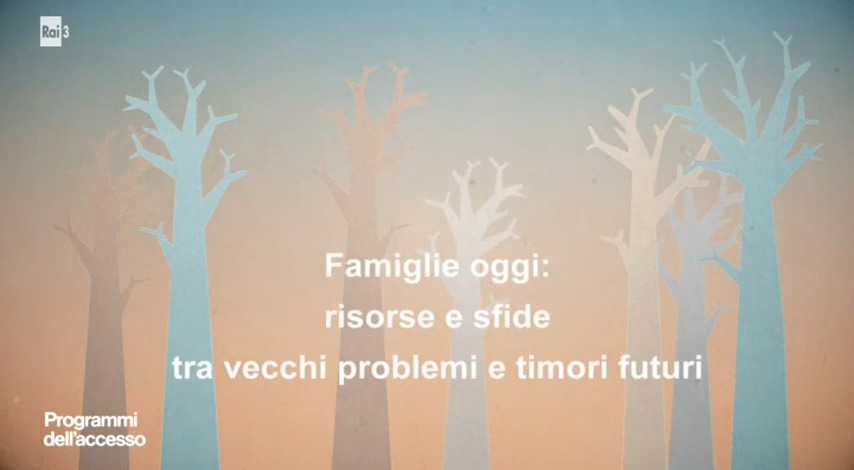 Rai 3
Famiglie oggi:
risorse e sfide
tra vecchi problemi e timori futuri
Programmi
dell'accesso